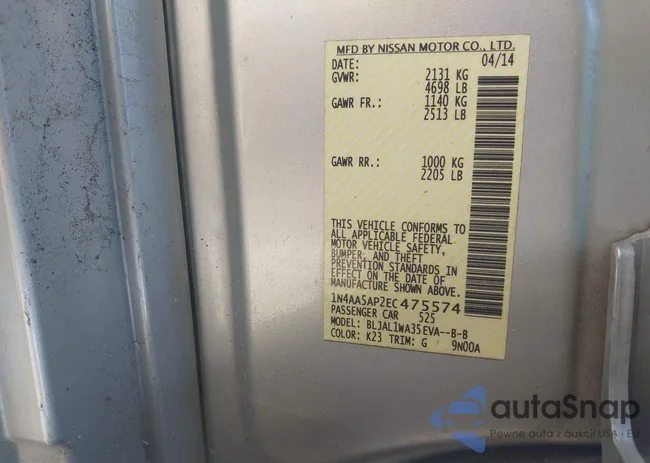 MFD BY NISSAN MOTOR CO., LTD.
DATE: 04/14
GVWR: 2131 KG
4698 LB
GAWR FR.: 1140 KG
2513 LB
GAWR RR.: 1000 KG
2205 LB
THIS VEHICLE CONFORMS TO
ALL APPLICABLE FEDERAL
MOTOR VEHICLE SAFETY,
BUMPER, AND THEFT
PREVENTION STANDARDS IN
EFFECT ON THE DATE OF
MANUFACTURE SHOWN ABOVE.
1N4AA5AP2EC475574
PASSENGER CAR 525
MODEL: BLJAL1WA35EVA--B-B
COLOR: K23 TRIM: G 9N00A
autaSnap
Pewne auta z aukcji USA i EU